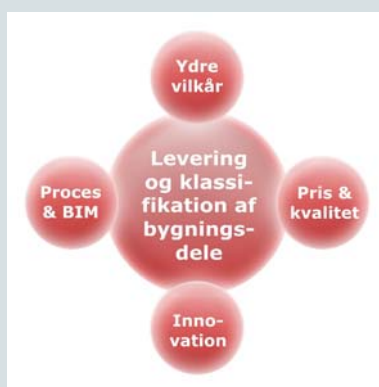 Ydre
vilkår
Levering
og klassi-
fikation af
bygnings-
dele
Proces
& BIM
Pris &
kvalitet
Inno-
vation